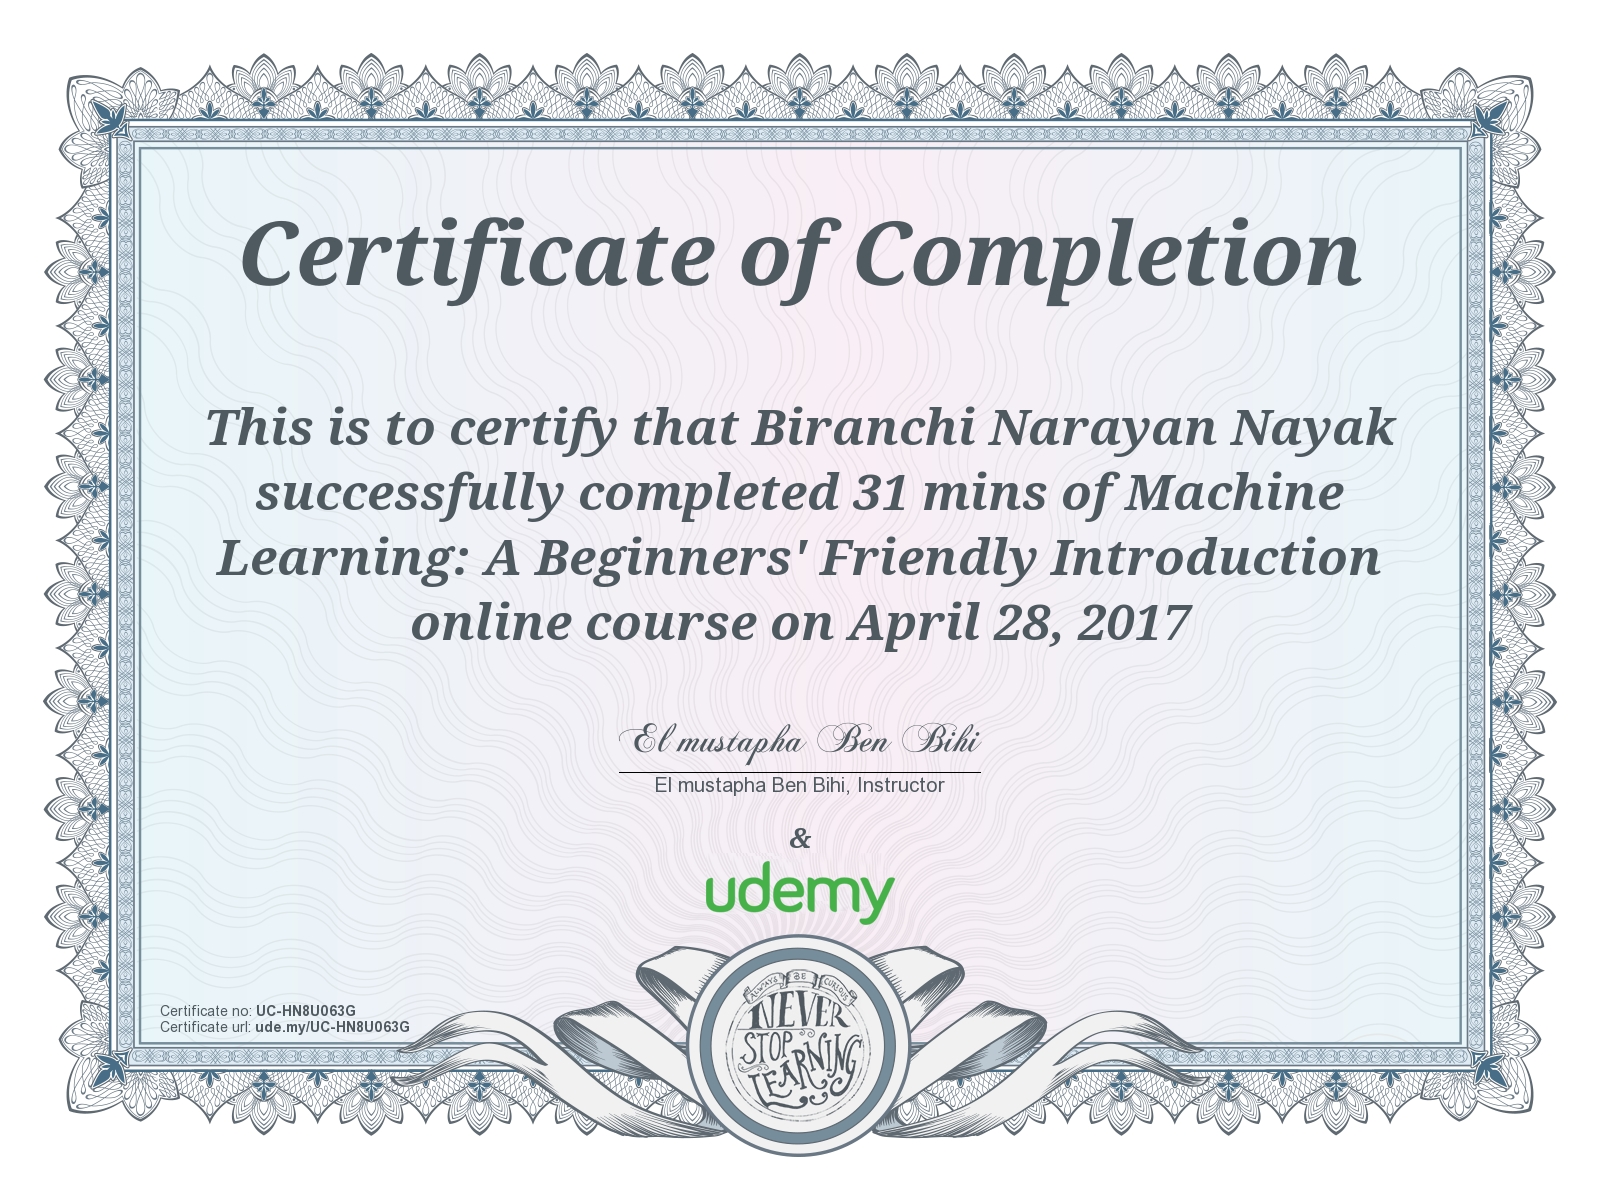 Certificate of Completion
This is to certify that Biranchi Narayan Nayak
successfully completed 31 mins of Machine
Learning: A Beginners' Friendly Introduction
online course on April 28, 2017
El mustapha Ben Bihi
El mustapha Ben Bihi, Instructor
&
udemy
Certificate no: UC-HN8U063G
Certificate url: ude.my/UC-HN8U063G
ALWAYS BE CURIOUS
NEVER
STOP
LEARNING